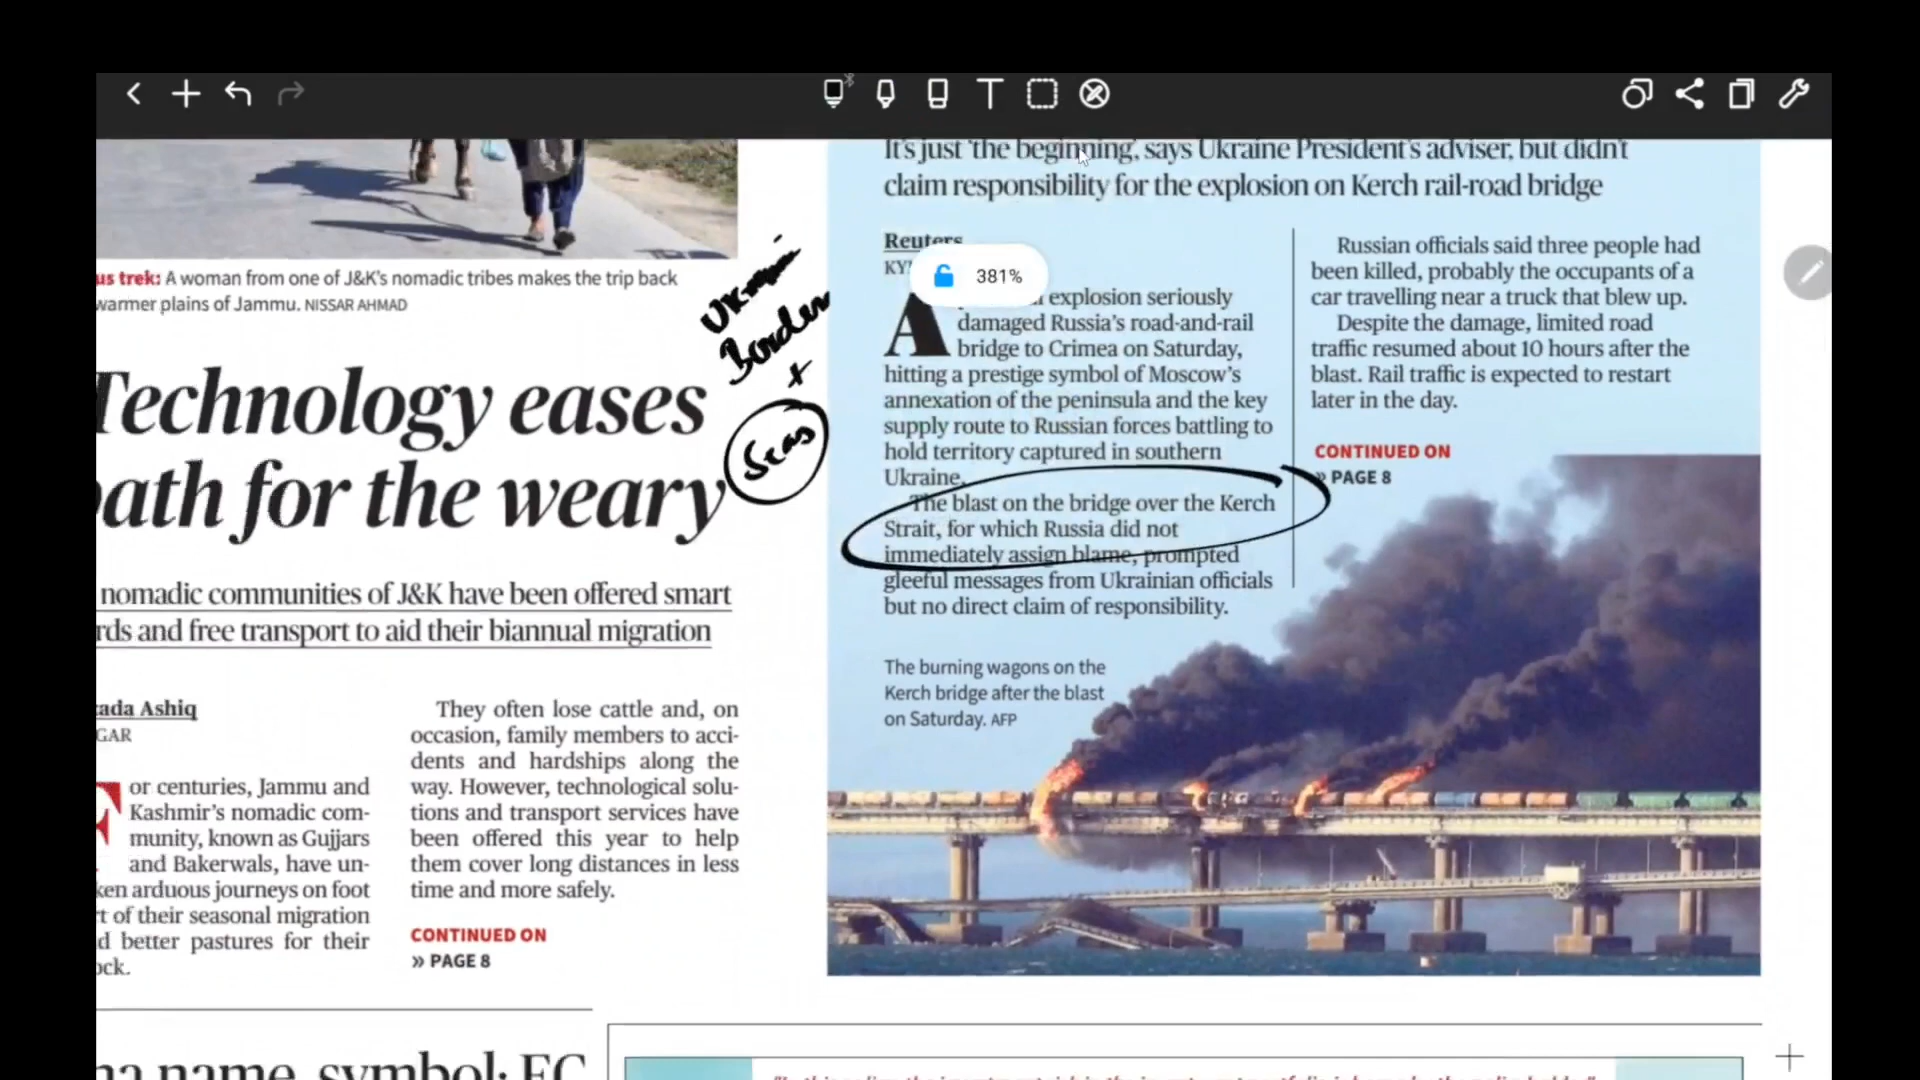 It's just 'the beginning', says Ukraine President's adviser, but didn't
claim responsibility for the explosion on Kerch rail-road bridge
Reuters
381%
explosion seriously
damaged Russia's road-and-rail
bridge to Crimea on Saturday,
hitting a prestige symbol of Moscow's
annexation of the peninsula and the key
supply route to Russian forces battling to
hold territory captured in southern
Ukraine.
The blast on the bridge over the Kerch
Strait, for which Russia did not
immediately assign blame, prompted
gleeful messages from Ukrainian officials
but no direct claim of responsibility.
The burning wagons on the
Kerch bridge after the blast
on Saturday. AFP
Russian officials said three people had
been killed, probably the occupants of a
car travelling near a truck that blew up.
Despite the damage, limited road
traffic resumed about 10 hours after the
blast. Rail traffic is expected to restart
later in the day.
CONTINUED ON
» PAGE 8
us trek: A woman from one of J&K's nomadic tribes makes the trip back
warmer plains of Jammu. NISSAR AHMAD
Border
+
Seas
Technology eases
path for the weary
nomadic communities of J&K have been offered smart
rds and free transport to aid their biannual migration
zada Ashiq
GAR
For centuries, Jammu and
Kashmir's nomadic com-
munity, known as Gujjars
and Bakerwals, have un-
ken arduous journeys on foot
rt of their seasonal migration
d better pastures for their
ock.
They often lose cattle and, on
occasion, family members to acci-
dents and hardships along the
way. However, technological solu-
tions and transport services have
been offered this year to help
them cover long distances in less
time and more safely.
CONTINUED ON
» PAGE 8
na name, symbol: EC